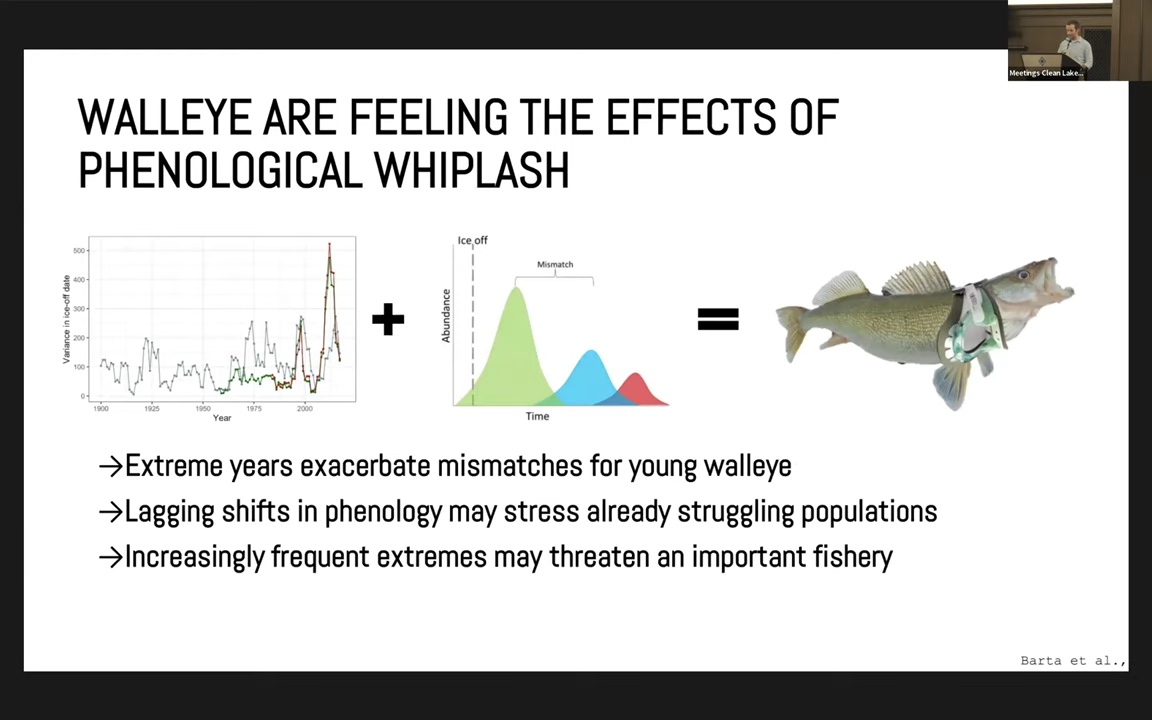 Meetings Clean Lake...
WALLEYE ARE FEELING THE EFFECTS OF
PHENOLOGICAL WHIPLASH
Variance in ice-off date
500
400
300
200
100
0
1900
1925
1950
1975
2000
Year
+
Ice off
Mismatch
Abundance
Time
=
→Extreme years exacerbate mismatches for young walleye
→Lagging shifts in phenology may stress already struggling populations
→Increasingly frequent extremes may threaten an important fishery
Barta et al.,